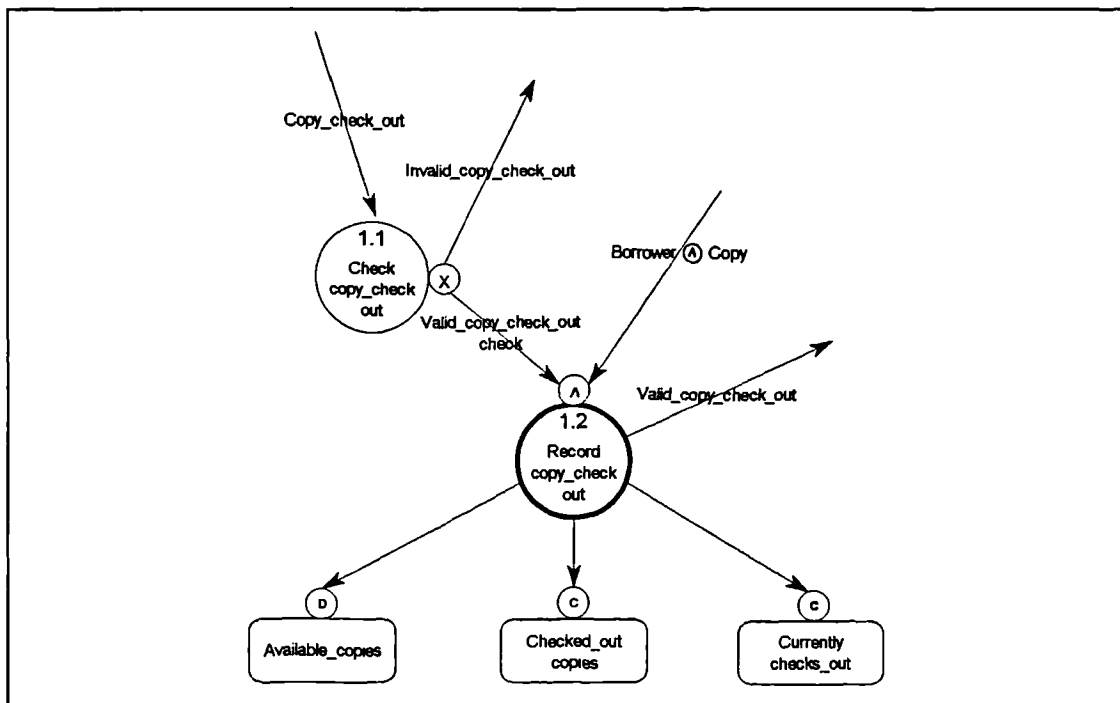 Copy_check_out
Invalid_copy_check_out
1.1
Check
copy_check
out
X
Borrower A Copy
Valid_copy_check_out
check
A
Valid_copy_check_out
1.2
Record
copy_check
out
D
C
C
Available_copies
Checked_out
copies
Currently
checks_out